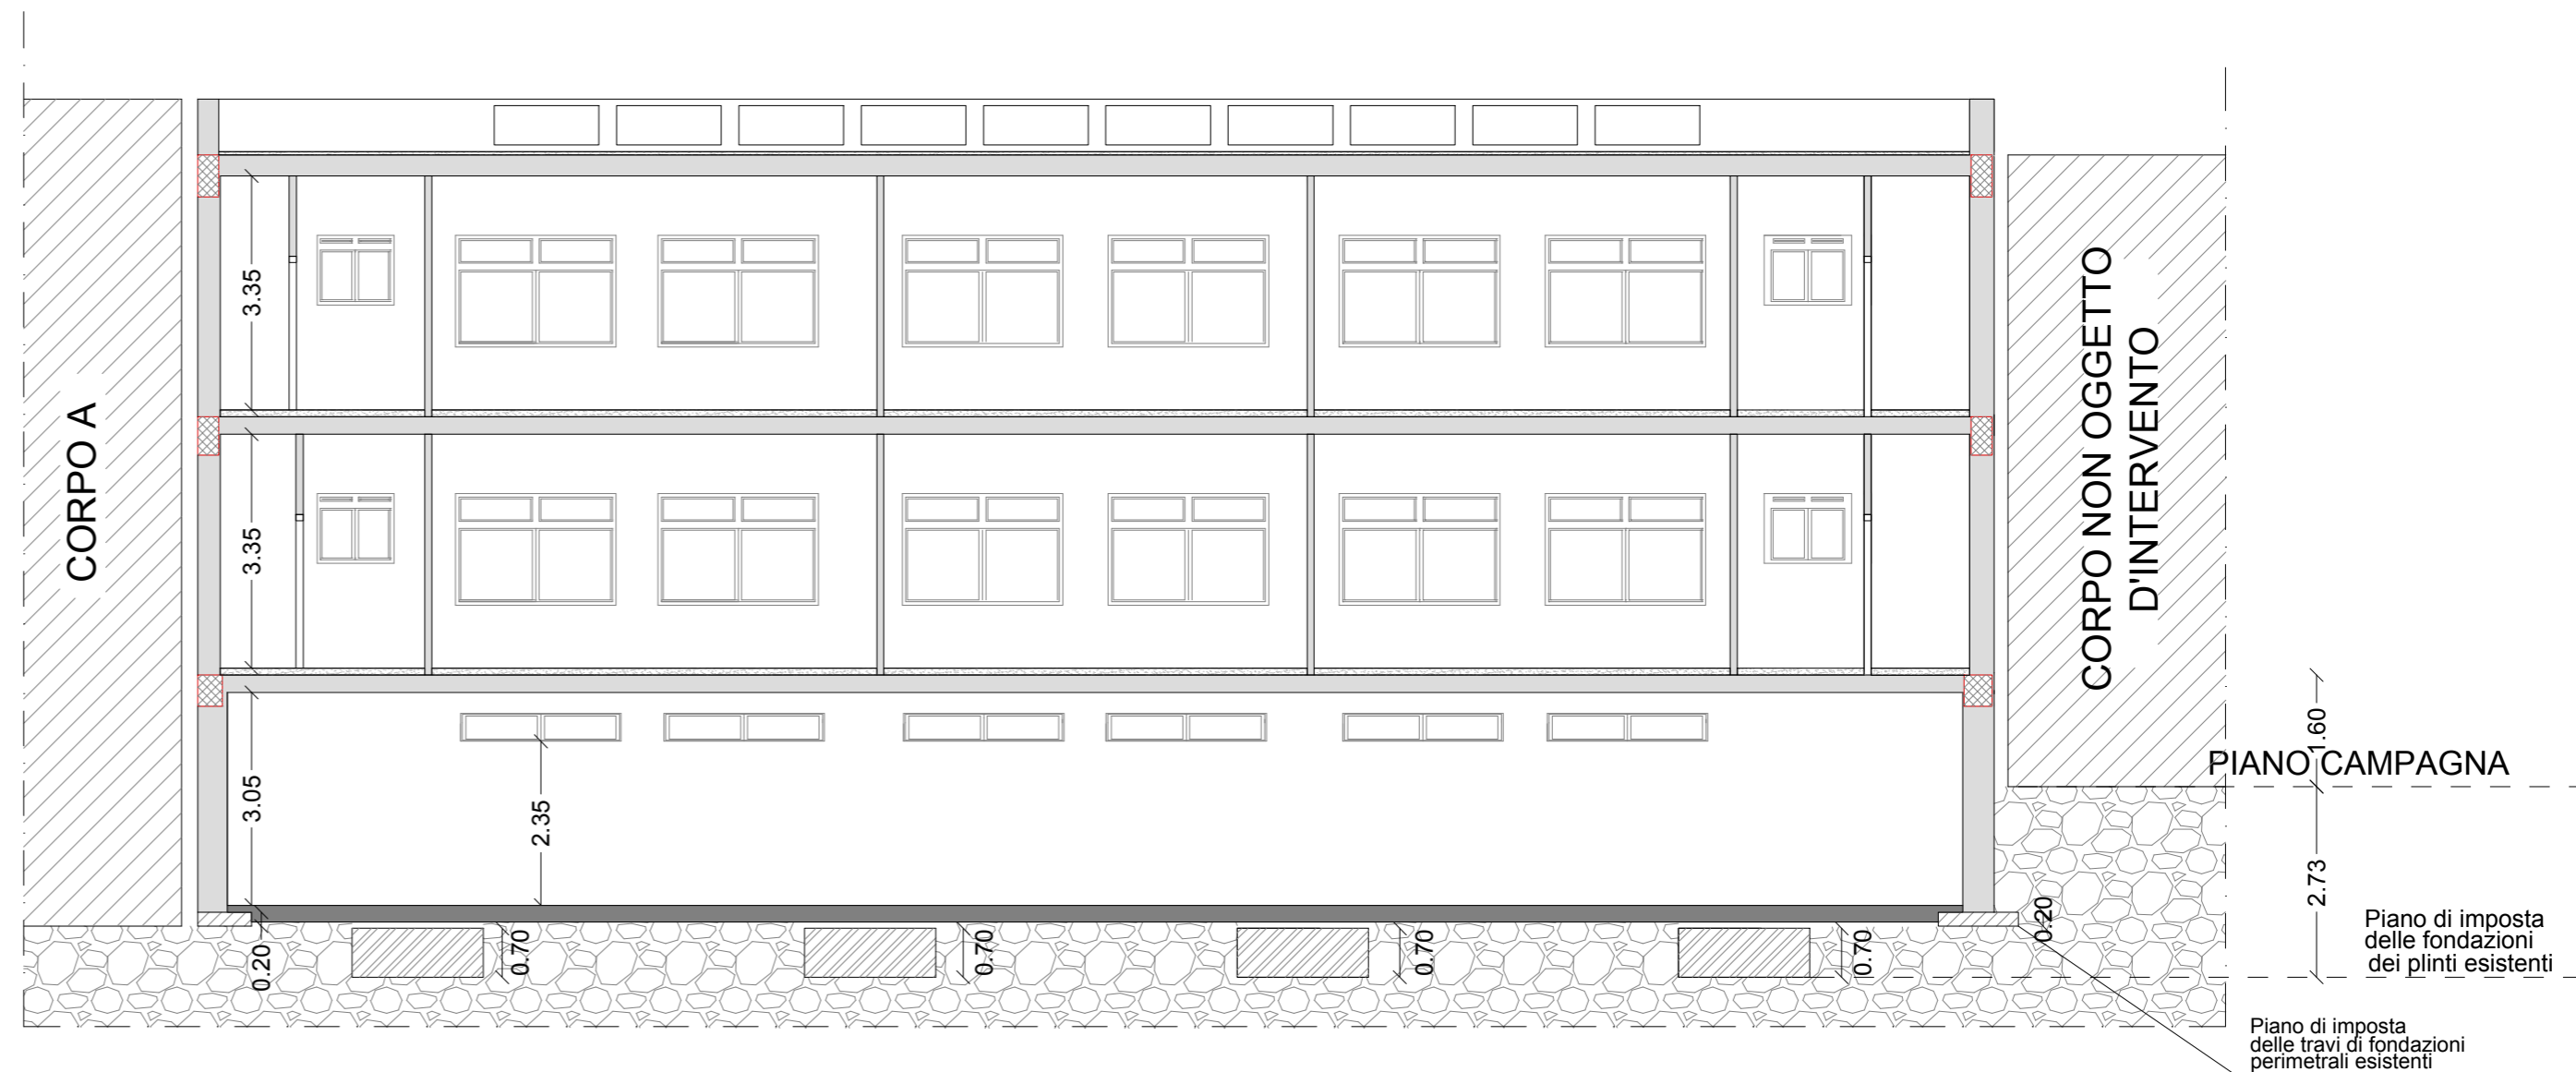 CORPO A
3.35
3.35
3.05
2.35
0.20
0.70
0.70
0.70
0.70
0.20
CORPO NON OGGETTO
D'INTERVENTO
1.60
PIANO CAMPAGNA
2.73
Piano di imposta
delle fondazioni
dei plinti esistenti
Piano di imposta
delle travi di fondazioni
perimetrali esistenti